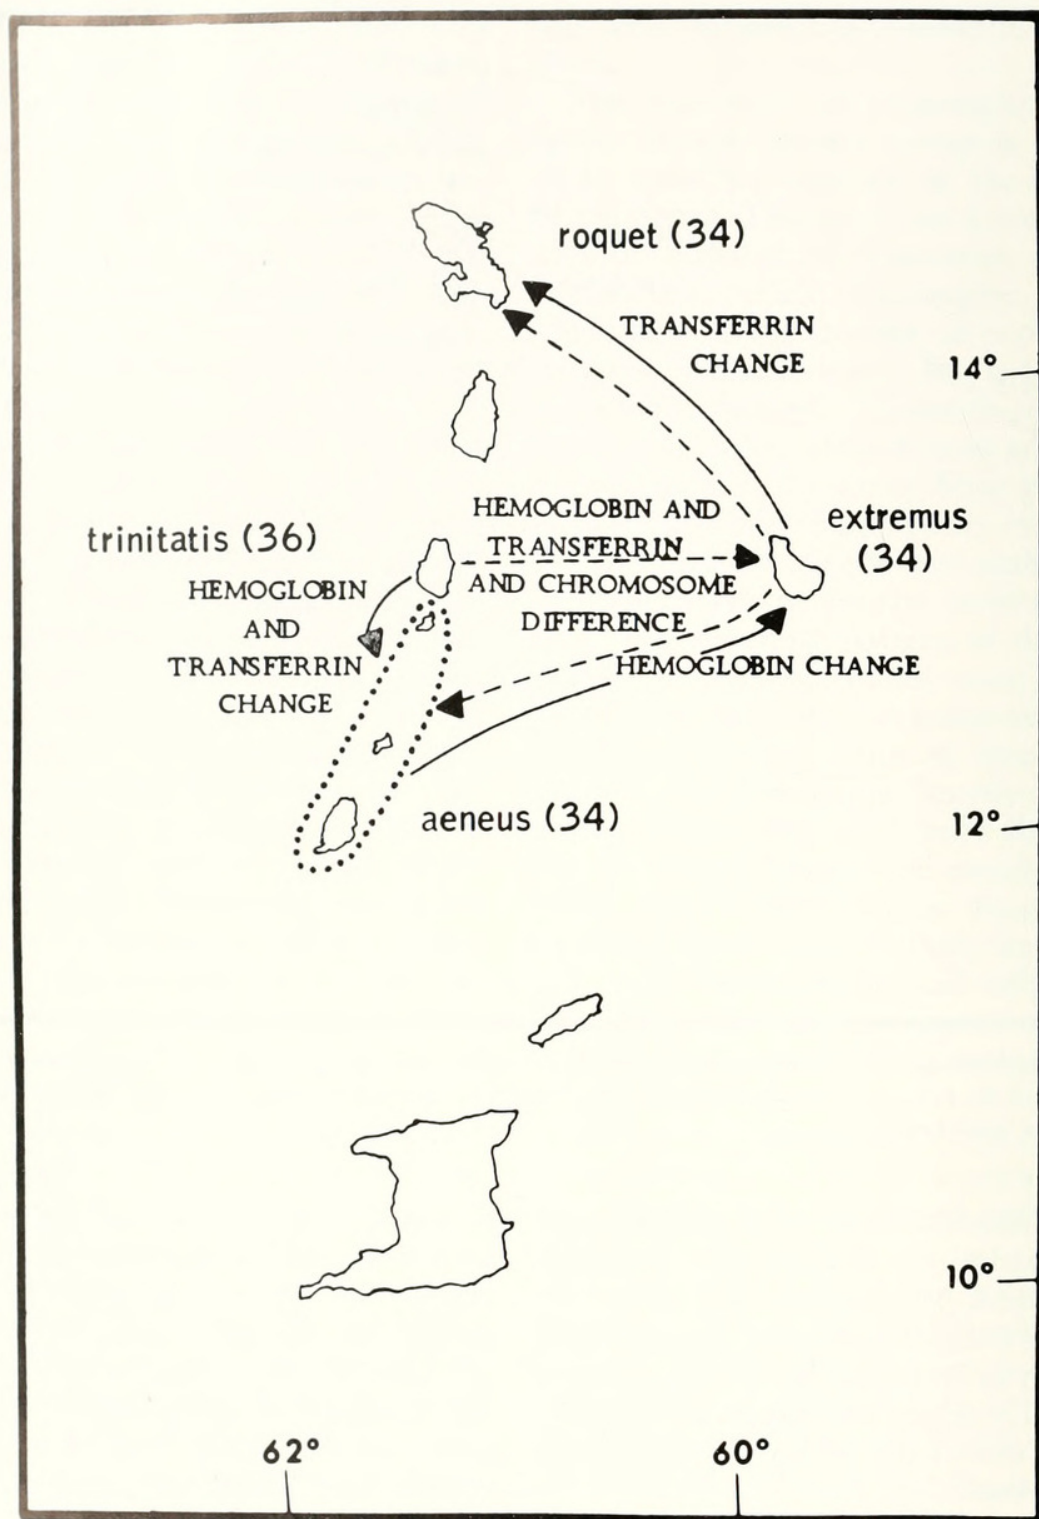 roquet (34)
TRANSFERRIN
CHANGE
14°
HEMOGLOBIN AND
TRANSFERRIN
AND CHROMOSOME
DIFFERENCE
extremus
(34)
trinitatis (36)
HEMOGLOBIN
AND
TRANSFERRIN
CHANGE
HEMOGLOBIN CHANGE
aeneus (34)
12°
10°
62°
60°